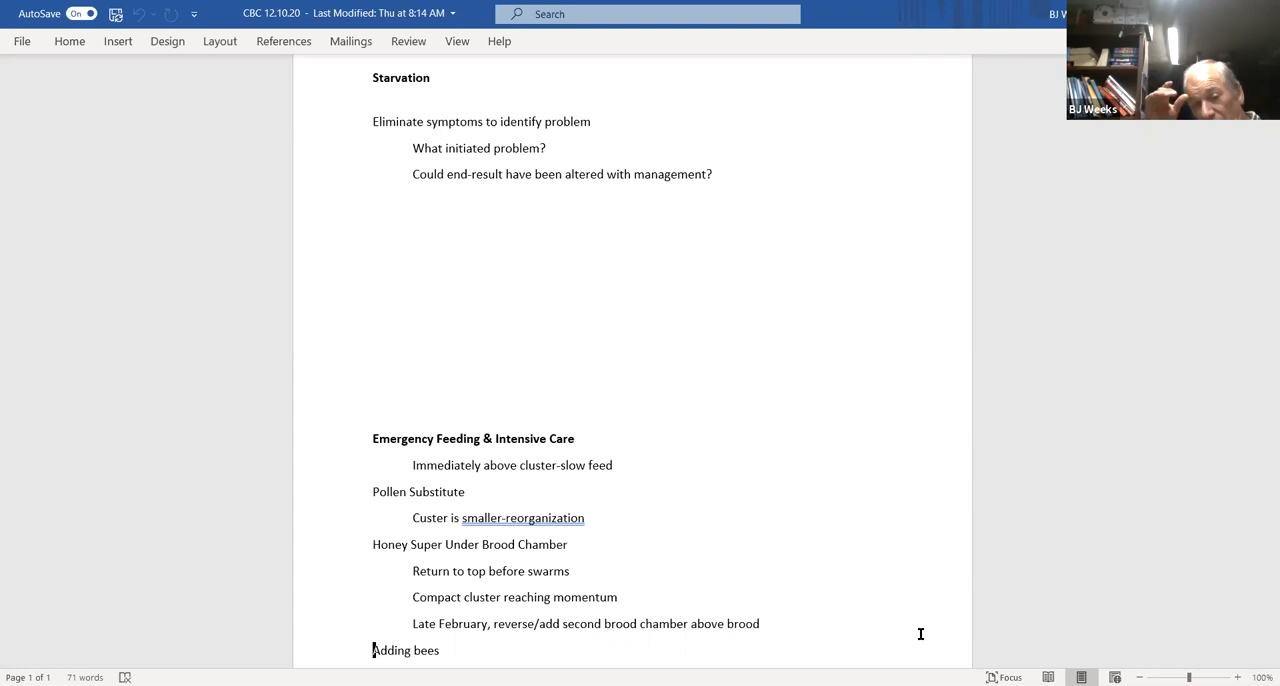 AutoSave On CBC 12.10.20 - Last Modified: Thu at 8:14 AM Search BJ W
File Home Insert Design Layout References Mailings Review View Help
BJ Weeks
Starvation
Eliminate symptoms to identify problem
What initiated problem?
Could end-result have been altered with management?
Emergency Feeding & Intensive Care
Immediately above cluster-slow feed
Pollen Substitute
Custer is smaller-reorganization
Honey Super Under Brood Chamber
Return to top before swarms
Compact cluster reaching momentum
Late February, reverse/add second brood chamber above brood
Adding bees
Page 1 of 1 71 words Focus 100%